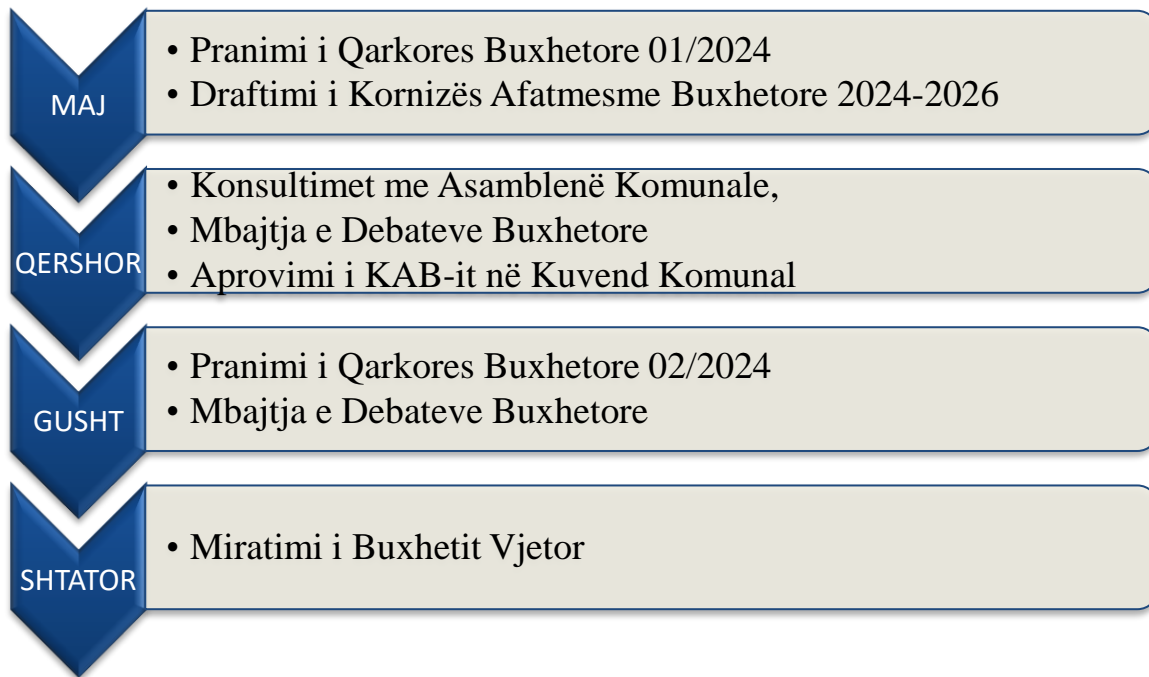 MAJ
• Pranimi i Qarkores Buxhetore 01/2024
• Draftimi i Kornizës Afatmesme Buxhetore 2024-2026
QERSHOR
• Konsultimet me Asamblenë Komunale,
• Mbajtja e Debateve Buxhetore
• Aprovimi i KAB-it në Kuvend Komunal
GUSHT
• Pranimi i Qarkores Buxhetore 02/2024
• Mbajtja e Debateve Buxhetore
SHTATOR
• Miratimi i Buxhetit Vjetor